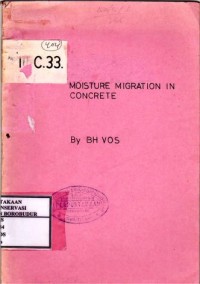 C.33.
MOISTURE MIGRATION IN
CONCRETE
By BH VOS
TAKAAN
NSERVASI
BOROBUDUR